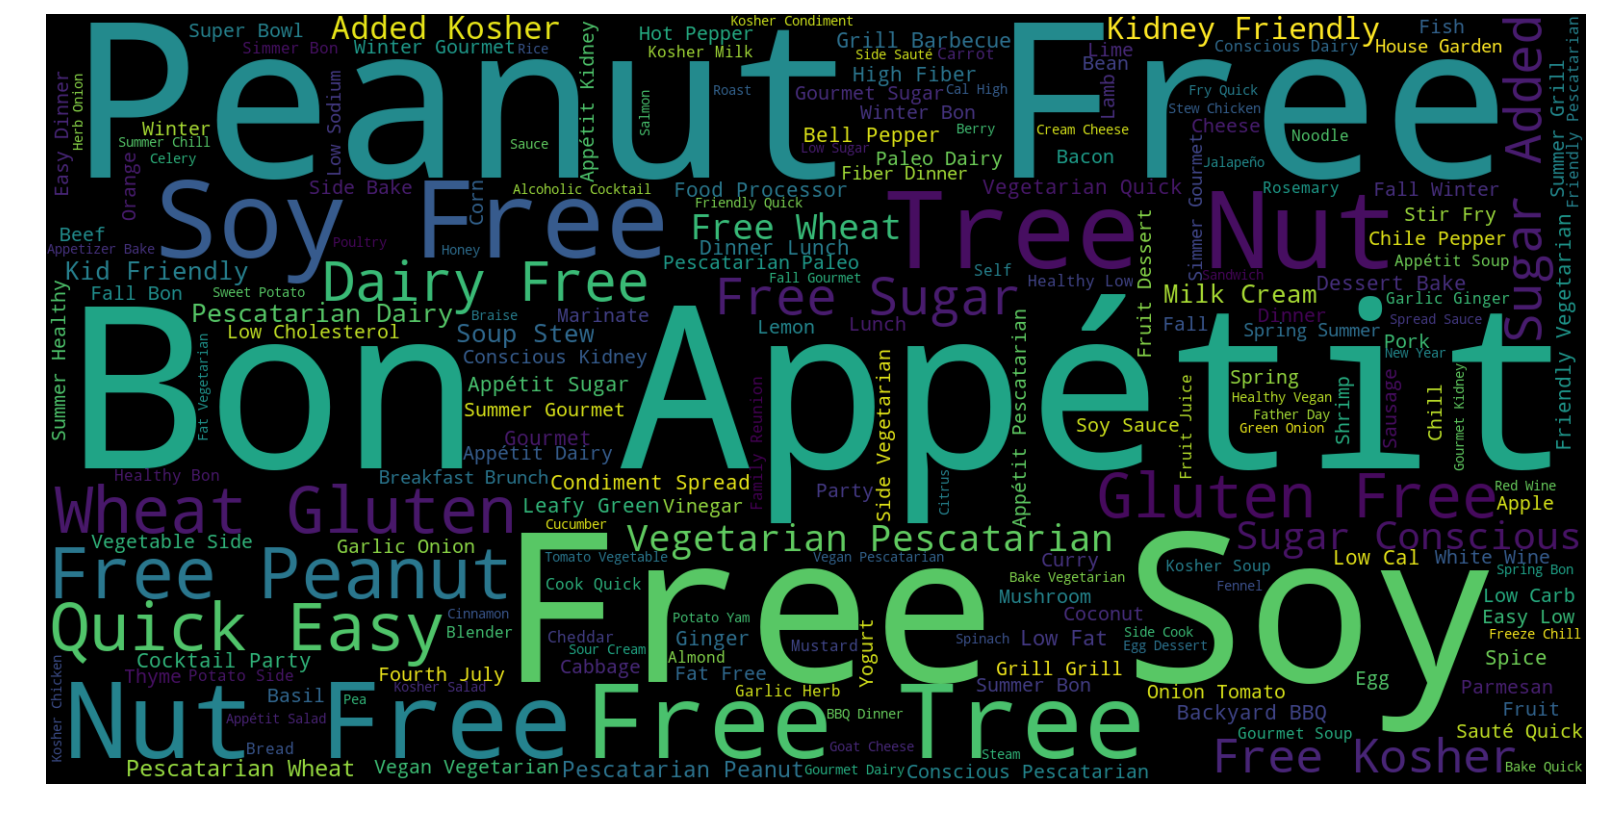 Peanut Free
Bon Appétit
Free Soy
Soy Free
Tree Nut
Nut Free
Free Tree
Dairy Free
Free Sugar
Sugar Added
Wheat Gluten
Gluten Free
Free Peanut
Quick Easy
Vegetarian Pescatarian
Sugar Conscious
Free Kosher
Added Kosher
Kidney Friendly
Super Bowl
Simmer Bon
Winter Gourmet
Rice
Hot Pepper
Kosher Condiment
Kosher Milk
Grill Barbecue
Side Sauté
Carrot
High Fiber
Gourmet Sugar
Cal High
Winter Bon
Roast
Salmon
Appétit Kidney
Low Sodium
Easy Dinner
Herb Onion
Winter
Summer Chill
Celery
Orange
Sauce
Bell Pepper
Berry
Low Sugar
Paleo Dairy
Fiber Dinner
Lime
Bean
Lamb
Cream Cheese
Bacon
Conscious Dairy
House Garden
Fish
Fry Quick
Stew Chicken
Cheese
Noodle
Jalapeño
Summer Grill
Friendly Pescatarian
Side Bake
Corn
Alcoholic Cocktail
Food Processor
Friendly Quick
Free Wheat
Vegetarian Quick
Rosemary
Fall Winter
Stir Fry
Chile Pepper
Appétit Soup
Beef
Appetizer Bake
Poultry
Honey
Dinner Lunch
Pescatarian Paleo
Fall Gourmet
Self
Healthy Low
Fruit Dessert
Simmer Gourmet
Sandwich
Dessert Bake
Kid Friendly
Fall Bon
Sweet Potato
Pescatarian Dairy
Low Cholesterol
Braise
Marinate
Soup Stew
Conscious Kidney
Lemon
Lunch
Milk Cream
Dinner
Fall
Spring Summer
Garlic Ginger
Spread Sauce
Pork
New Year
Friendly Vegetarian
Summer Healthy
Fat Vegetarian
Appétit Sugar
Summer Gourmet
Gourmet
Appétit Dairy
Family Reunion
Side Vegetarian
Appétit Pescatarian
Soy Sauce
Fruit Juice
Spring
Healthy Vegan
Father Day
Green Onion
Shrimp
Sausage
Chill
Gourmet Kidney
Healthy Bon
Breakfast Brunch
Condiment Spread
Party
Citrus
Leafy Green
Vinegar
Red Wine
Apple
Cucumber
Vegetable Side
Garlic Onion
Tomato Vegetable
Vegan Pescatarian
Curry
Kosher Soup
Low Cal
White Wine
Spring Bon
Cook Quick
Bake Vegetarian
Mushroom
Fennel
Low Carb
Cinnamon
Blender
Potato Yam
Coconut
Easy Low
Cheddar
Sour Cream
Ginger
Mustard
Yogurt
Spinach
Low Fat
Side Cook
Egg Dessert
Freeze Chill
Cocktail Party
Cabbage
Almond
Fat Free
Grill Grill
Spice
Kosher Chicken
Thyme
Potato Side
Fourth July
Summer Bon
Egg
Basil
Kosher Salad
Pea
Garlic Herb
Onion Tomato
Parmesan
Appétit Salad
BBQ Dinner
Backyard BBQ
Fruit
Bread
Goat Cheese
Steam
Gourmet Soup
Sauté Quick
Pescatarian Wheat
Vegan Vegetarian
Pescatarian Peanut
Gourmet Dairy
Conscious Pescatarian
Bake Quick